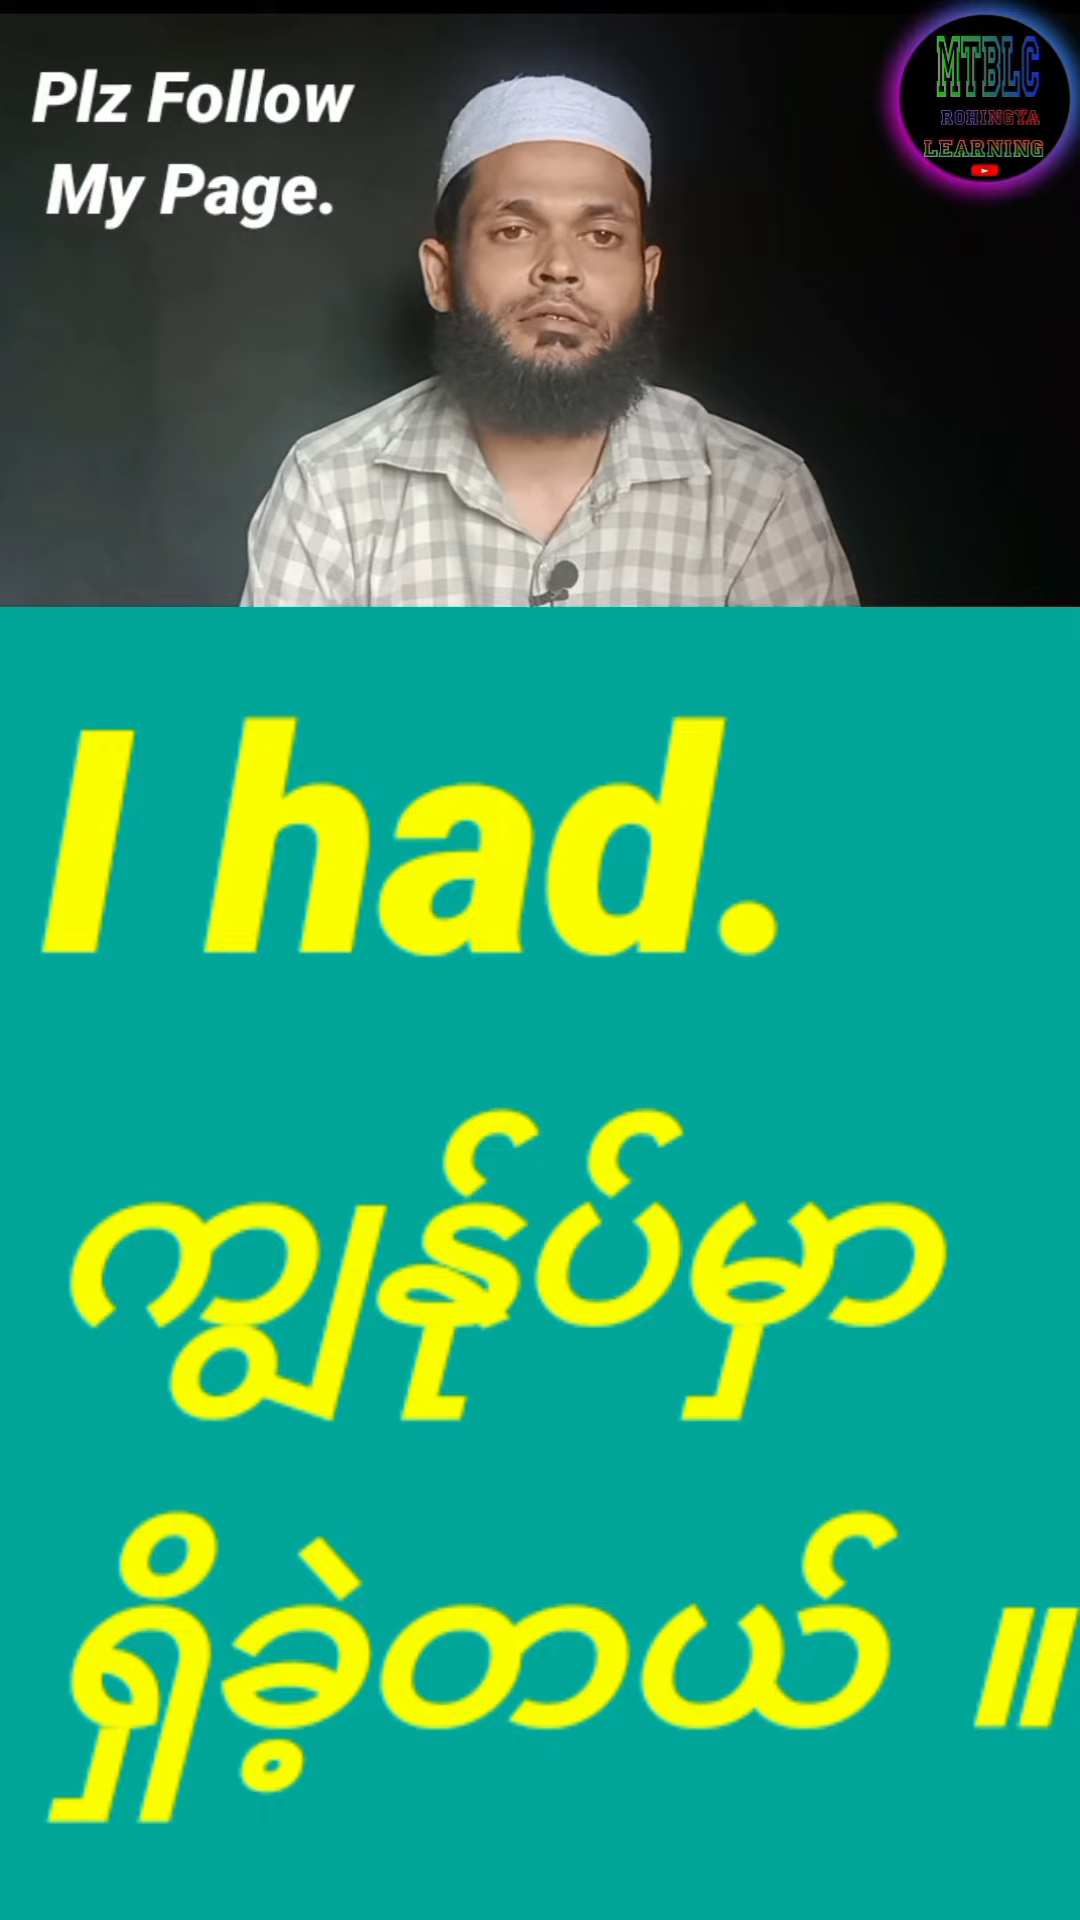 Plz Follow
My Page.
MTBLC
ROHINGYA
LEARNING
I had.
ကျွန်ုပ်မှာ
ရှိခဲ့တယ် ॥